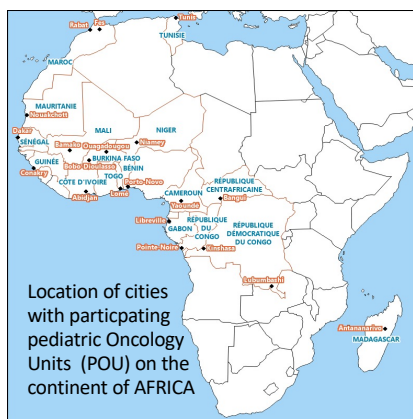 Tunis
Rabat
Fes
TUNISIE
MAROC
MAURITANIE
Nouakchott
MALI
NIGER
Dakar
SÉNÉGAL
Bamako
Ouagadougou
Niamey
BURKINA FASO
Bobo-Dioulasso
GUINÉE
BÉNIN
TOGO
Conakry
CÔTE D'IVOIRE
Porto-Novo
Abidjan
Lomé
RÉPUBLIQUE
CENTRAFRICAINE
CAMEROUN
Bangui
Yaoundé
Libreville
GABON
RÉPUBLIQUE
DU
CONGO
RÉPUBLIQUE
DÉMOCRATIQUE
DU CONGO
Pointe-Noire
Kinshasa
Lubumbashi
Antananarivo
MADAGASCAR
Location of cities
with particpating
pediatric Oncology
Units (POU) on the
continent of AFRICA